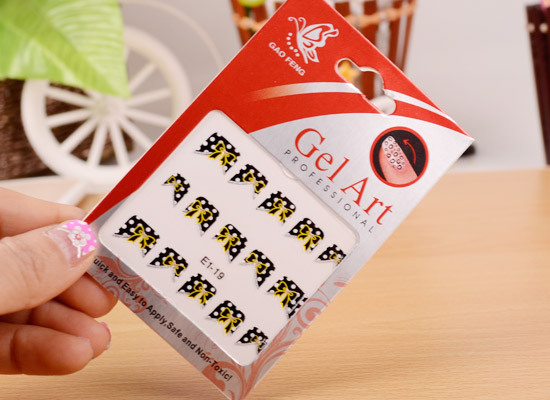 GAO FENG
Gel Art
PROFESSIONAL
E1-19
Quick and Easy to Apply,Safe and Non-Toxic!